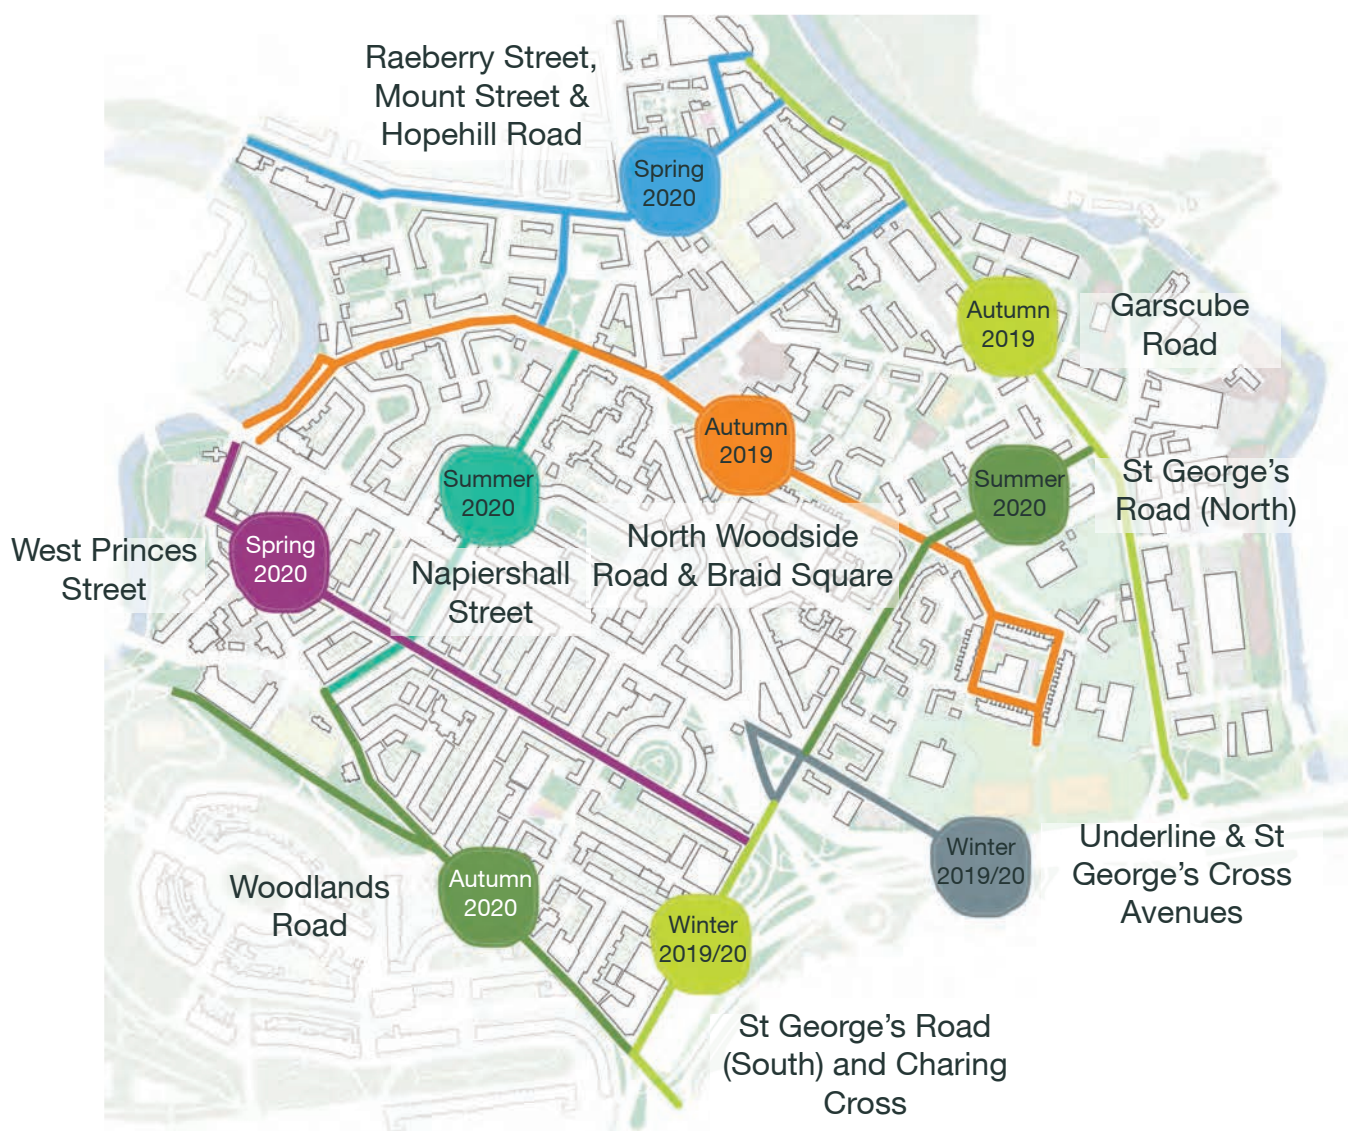 Raeberry Street,
Mount Street &
Hopehill Road
Spring
2020
Autumn
2019
Garscube
Road
Autumn
2019
Summer
2020
Summer
2020
St George’s
Road (North)
North Woodside
Road & Braid Square
West Princes
Street
Spring
2020
Napiershall
Street
Underline & St
George’s Cross
Avenues
Winter
2019/20
Woodlands
Road
Autumn
2020
Winter
2019/20
St George’s Road
(South) and Charing
Cross